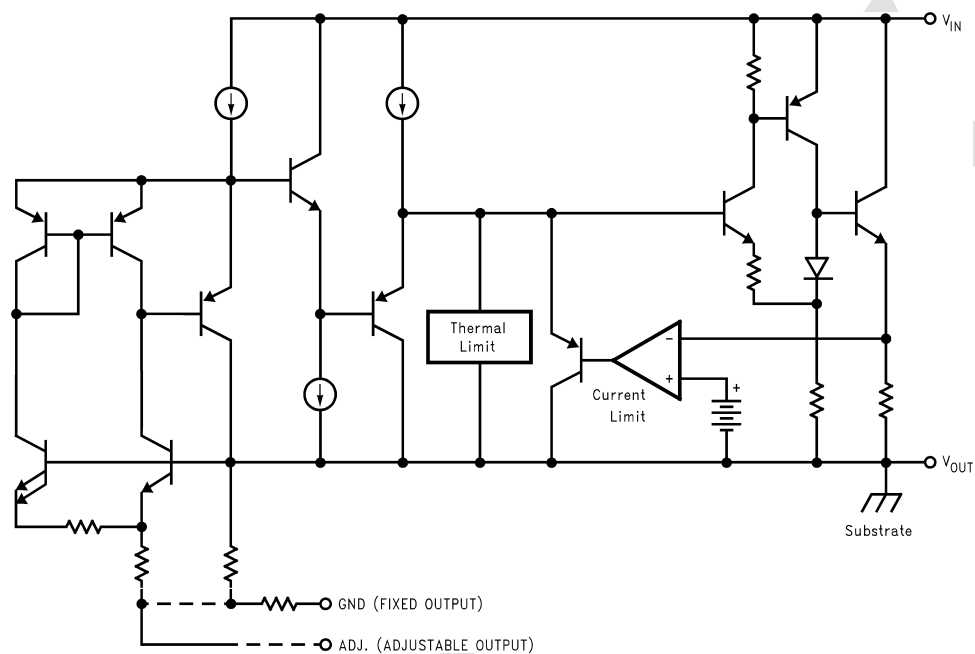 V_IN
Thermal
Limit
−
+
+
Current
Limit
V_OUT
Substrate
GND (FIXED OUTPUT)
ADJ. (ADJUSTABLE OUTPUT)